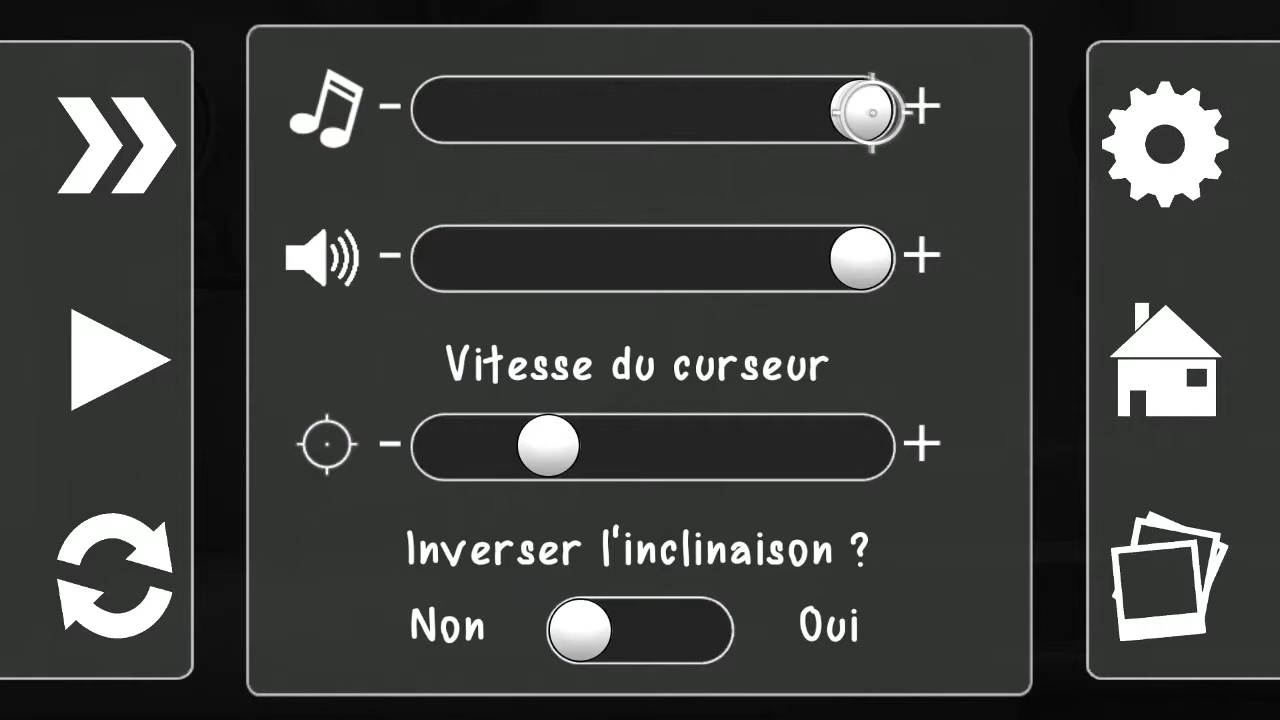 - +
- +
Vitesse du curseur
- +
Inverser l'inclinaison ?
Non Oui